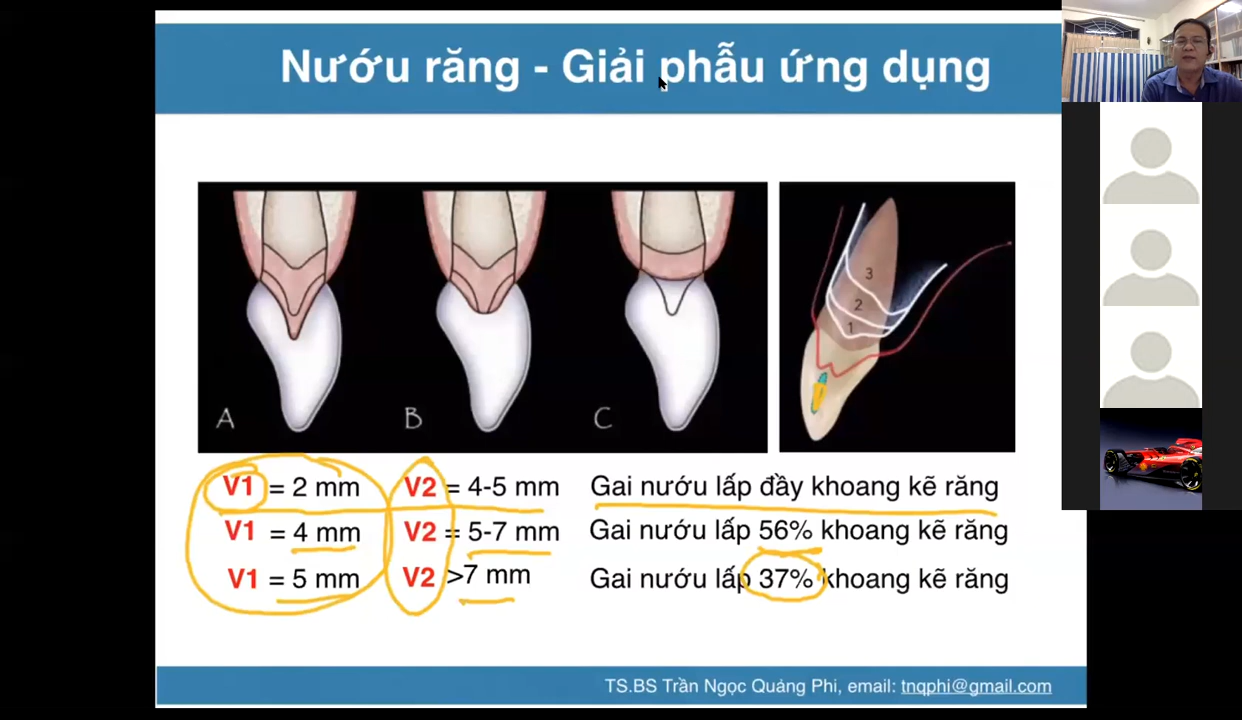 Nướu răng - Giải phẫu ứng dụng
A B C
3
2
1
V1 = 2 mm V2 = 4-5 mm Gai nướu lấp đầy khoang kẽ răng
V1 = 4 mm V2 = 5-7 mm Gai nướu lấp 56% khoang kẽ răng
V1 = 5 mm V2 >7 mm Gai nướu lấp 37% khoang kẽ răng
TS.BS Trần Ngọc Quảng Phi, email: tnqphi@gmail.com